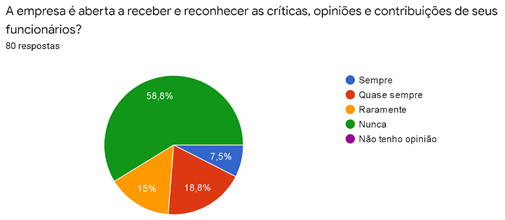 A empresa é aberta a receber e reconhecer as críticas, opiniões e contribuições de seus
funcionários?
80 respostas
58,8%
7,5%
18,8%
15%
Sempre
Quase sempre
Raramente
Nunca
Não tenho opinião